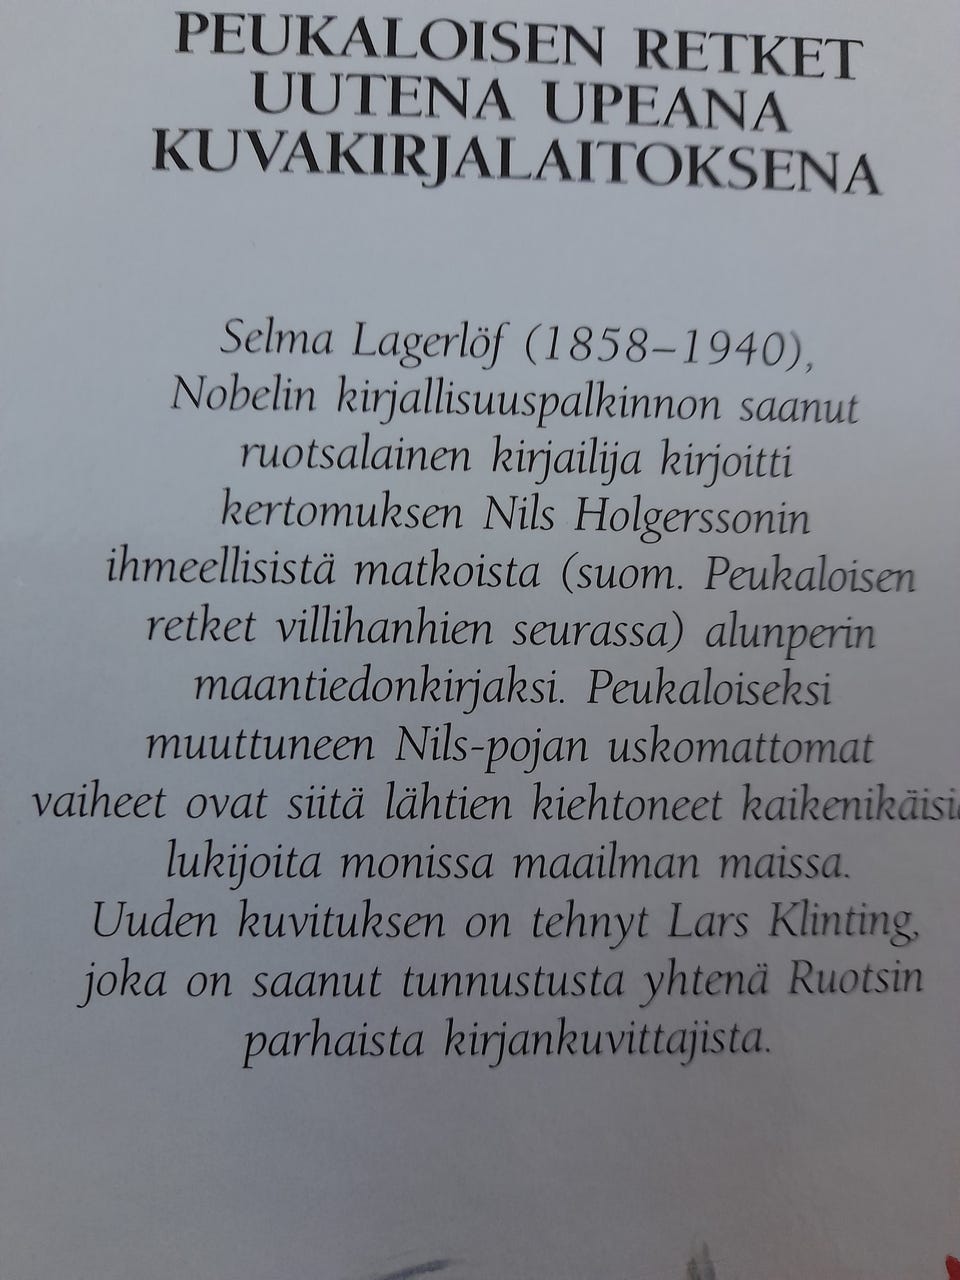 PEUKALOISEN RETKET
UUTENA UPEANA
KUVAKIRJALAITOKSENA
Selma Lagerlöf (1858–1940),
Nobelin kirjallisuuspalkinnon saanut
ruotsalainen kirjailija kirjoitti
kertomuksen Nils Holgerssonin
ihmeellisistä matkoista (suom. Peukaloisen
retket villihanhien seurassa) alunperin
maantiedonkirjaksi. Peukaloiseksi
muuttuneen Nils-pojan uskomattomat
vaiheet ovat siitä lähtien kiehtoneet kaikenikäisiä
lukijoita monissa maailman maissa.
Uuden kuvituksen on tehnyt Lars Klinting,
joka on saanut tunnustusta yhtenä Ruotsin
parhaista kirjankuvittajista.